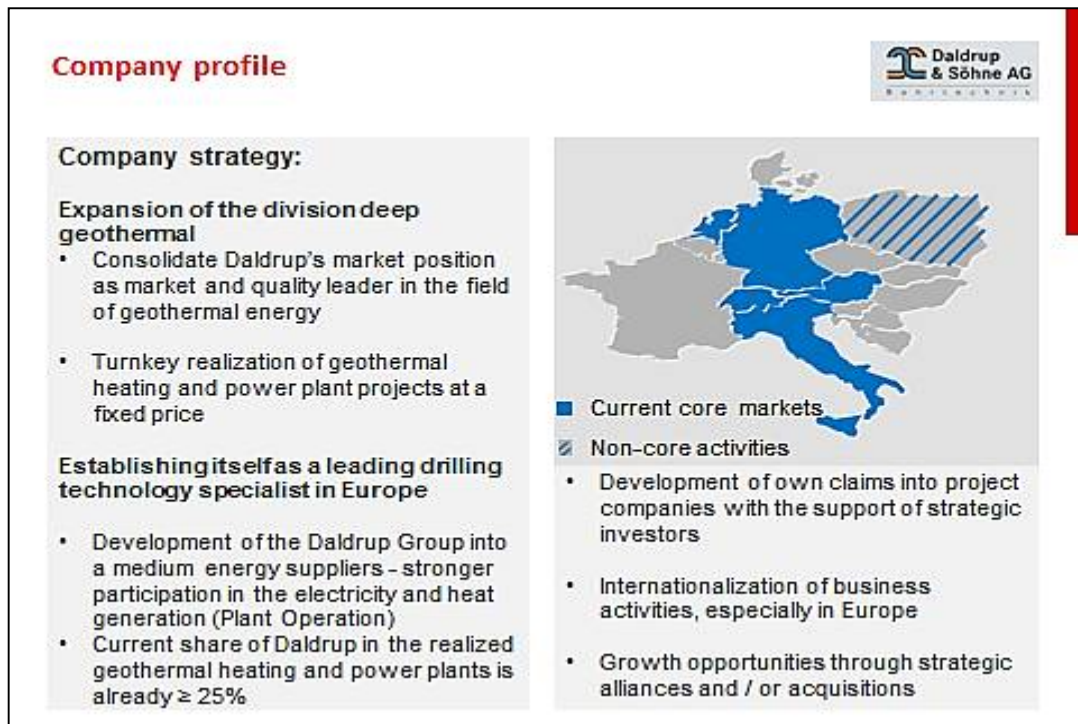 Company profile
Daldrup
& Söhne AG
Bohrtechnik
Company strategy:
Expansion of the division deep
geothermal
• Consolidate Daldrup's market position
as market and quality leader in the field
of geothermal energy
• Turnkey realization of geothermal
heating and power plant projects at a
fixed price
Establishing itself as a leading drilling
technology specialist in Europe
• Development of the Daldrup Group into
a medium energy suppliers - stronger
participation in the electricity and heat
generation (Plant Operation)
• Current share of Daldrup in the realized
geothermal heating and power plants is
already ≥ 25%
Current core markets
Non-core activities
• Development of own claims into project
companies with the support of strategic
investors
• Internationalization of business
activities, especially in Europe
• Growth opportunities through strategic
alliances and / or acquisitions